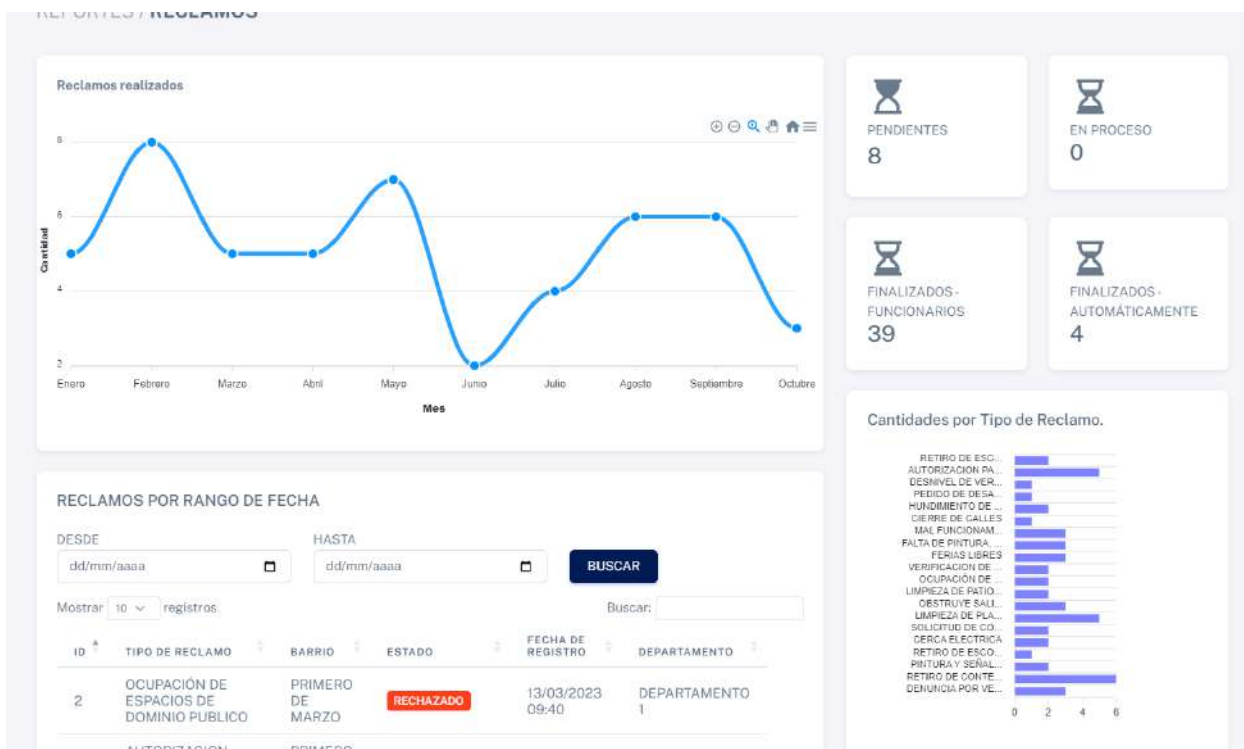 REPORTES / RECLAMOS
Reclamos realizados
8
6
4
2
Cantidad
Enero Febrero Marzo Abril Mayo Junio Julio Agosto Septiembre Octubre
Mes
PENDIENTES
8
EN PROCESO
0
FINALIZADOS -
FUNCIONARIOS
39
FINALIZADOS -
AUTOMÁTICAMENTE
4
Cantidades por Tipo de Reclamo.
RETIRO DE ESC...
AUTORIZACION PA...
DESNIVEL DE VER...
PEDIDO DE DESA...
HUNDIMIENTO DE ...
CIERRE DE CALLES
MAL FUNCIONAM...
FALTA DE PINTURA, ...
FERIAS LIBRES
VERIFICACION DE ...
OCUPACIÓN DE ...
LIMPIEZA DE PATIO...
OBSTRUYE SALI...
LIMPIEZA DE PLA...
SOLICITUD DE CO...
CERCA ELECTRICA
RETIRO DE ESCO...
PINTURA Y SEÑAL...
RETIRO DE CONTE...
DENUNCIA POR VE...
0 2 4 6
RECLAMOS POR RANGO DE FECHA
DESDE HASTA
dd/mm/aaaa dd/mm/aaaa BUSCAR
Mostrar 10 registros Buscar:
ID TIPO DE RECLAMO BARRIO ESTADO FECHA DE REGISTRO DEPARTAMENTO
2 OCUPACIÓN DE ESPACIOS DE DOMINIO PUBLICO PRIMERO DE MARZO RECHAZADO 13/03/2023 09:40 DEPARTAMENTO 1
AUTORIZACION PRIMERO